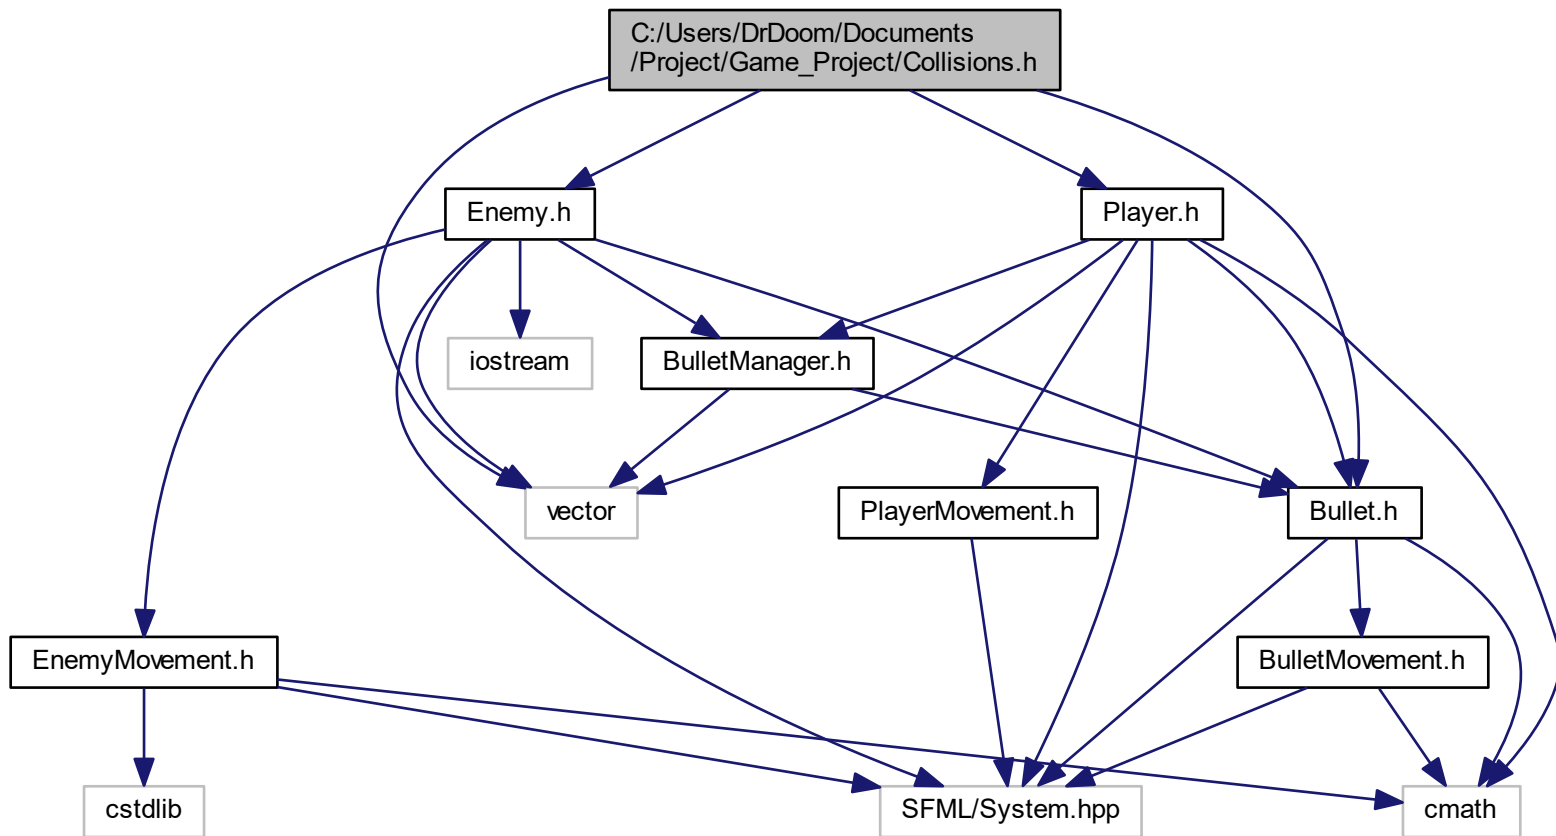 C:/Users/DrDoom/Documents
/Project/Game_Project/Collisions.h
Enemy.h
Player.h
iostream
BulletManager.h
vector
PlayerMovement.h
Bullet.h
EnemyMovement.h
BulletMovement.h
cstdlib
SFML/System.hpp
cmath